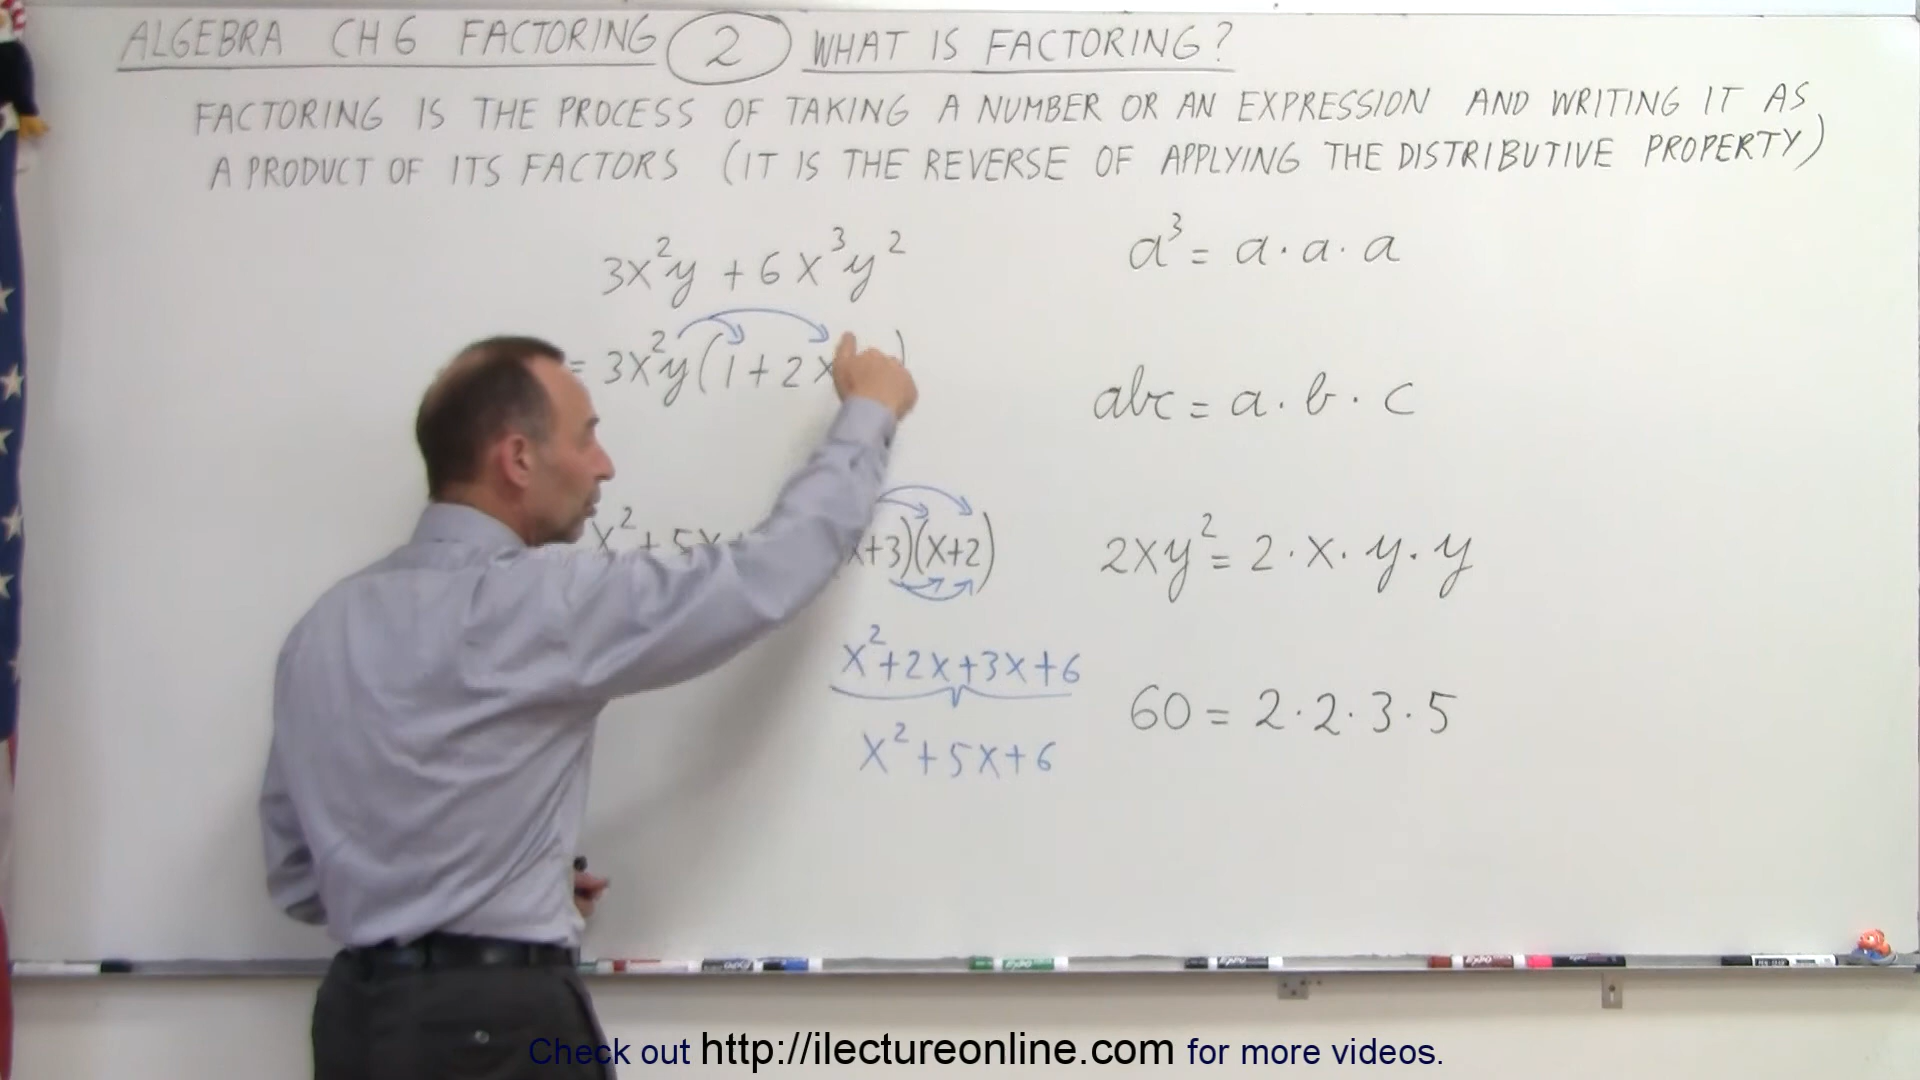 ALGEBRA CH 6 FACTORING 2 WHAT IS FACTORING?
FACTORING IS THE PROCESS OF TAKING A NUMBER OR AN EXPRESSION AND WRITING IT AS
A PRODUCT OF ITS FACTORS (IT IS THE REVERSE OF APPLYING THE DISTRIBUTIVE PROPERTY)
3x²y + 6x³y²
= 3x²y(1 + 2x )
x² + 5x + x+3)(x+2)
x²+2x+3x+6
x²+5x+6
a³ = a · a · a
abc = a · b · c
2xy² = 2 · x · y · y
60 = 2 · 2 · 3 · 5
Check out http://ilectureonline.com for more videos.